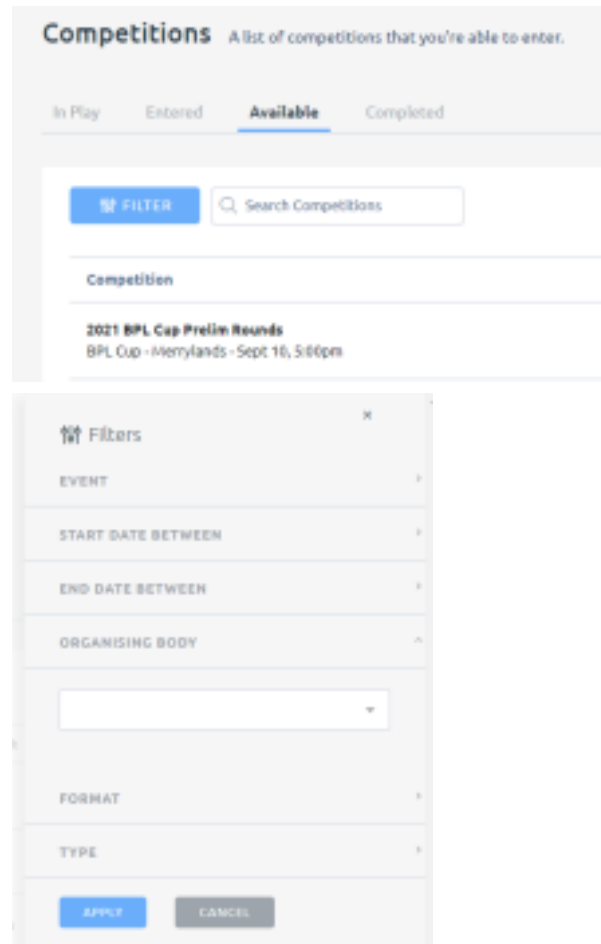 Competitions A list of competitions that you're able to enter.
In Play Entered Available Completed
FILTER Search Competitions
Competition
2021 BPL Cup Prelim Rounds
BPL Cup - Merrylands - Sept 10, 5:00pm
Filters
EVENT
START DATE BETWEEN
END DATE BETWEEN
ORGANISING BODY
FORMAT
TYPE
APPLY CANCEL